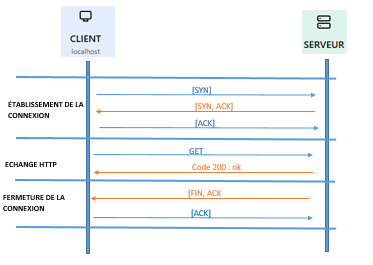 CLIENT
localhost
SERVEUR
[SYN]
ÉTABLISSEMENT DE LA
CONNEXION
[SYN, ACK]
[ACK]
ECHANGE HTTP
GET
Code 200 : ok
FERMETURE DE LA
CONNEXION
[FIN, ACK
[ACK]